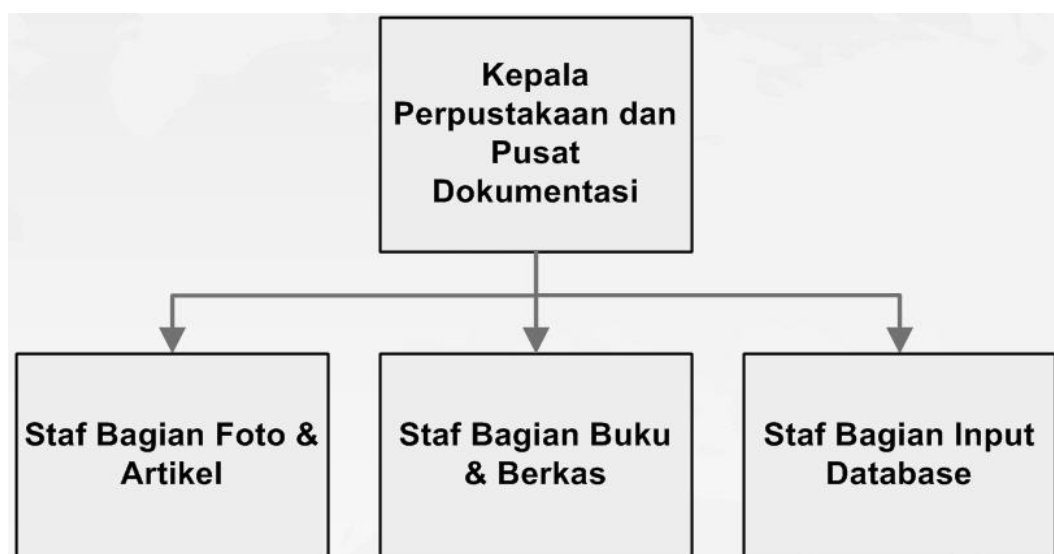 Kepala
Perpustakaan dan
Pusat
Dokumentasi
Staf Bagian Foto &
Artikel
Staf Bagian Buku
& Berkas
Staf Bagian Input
Database